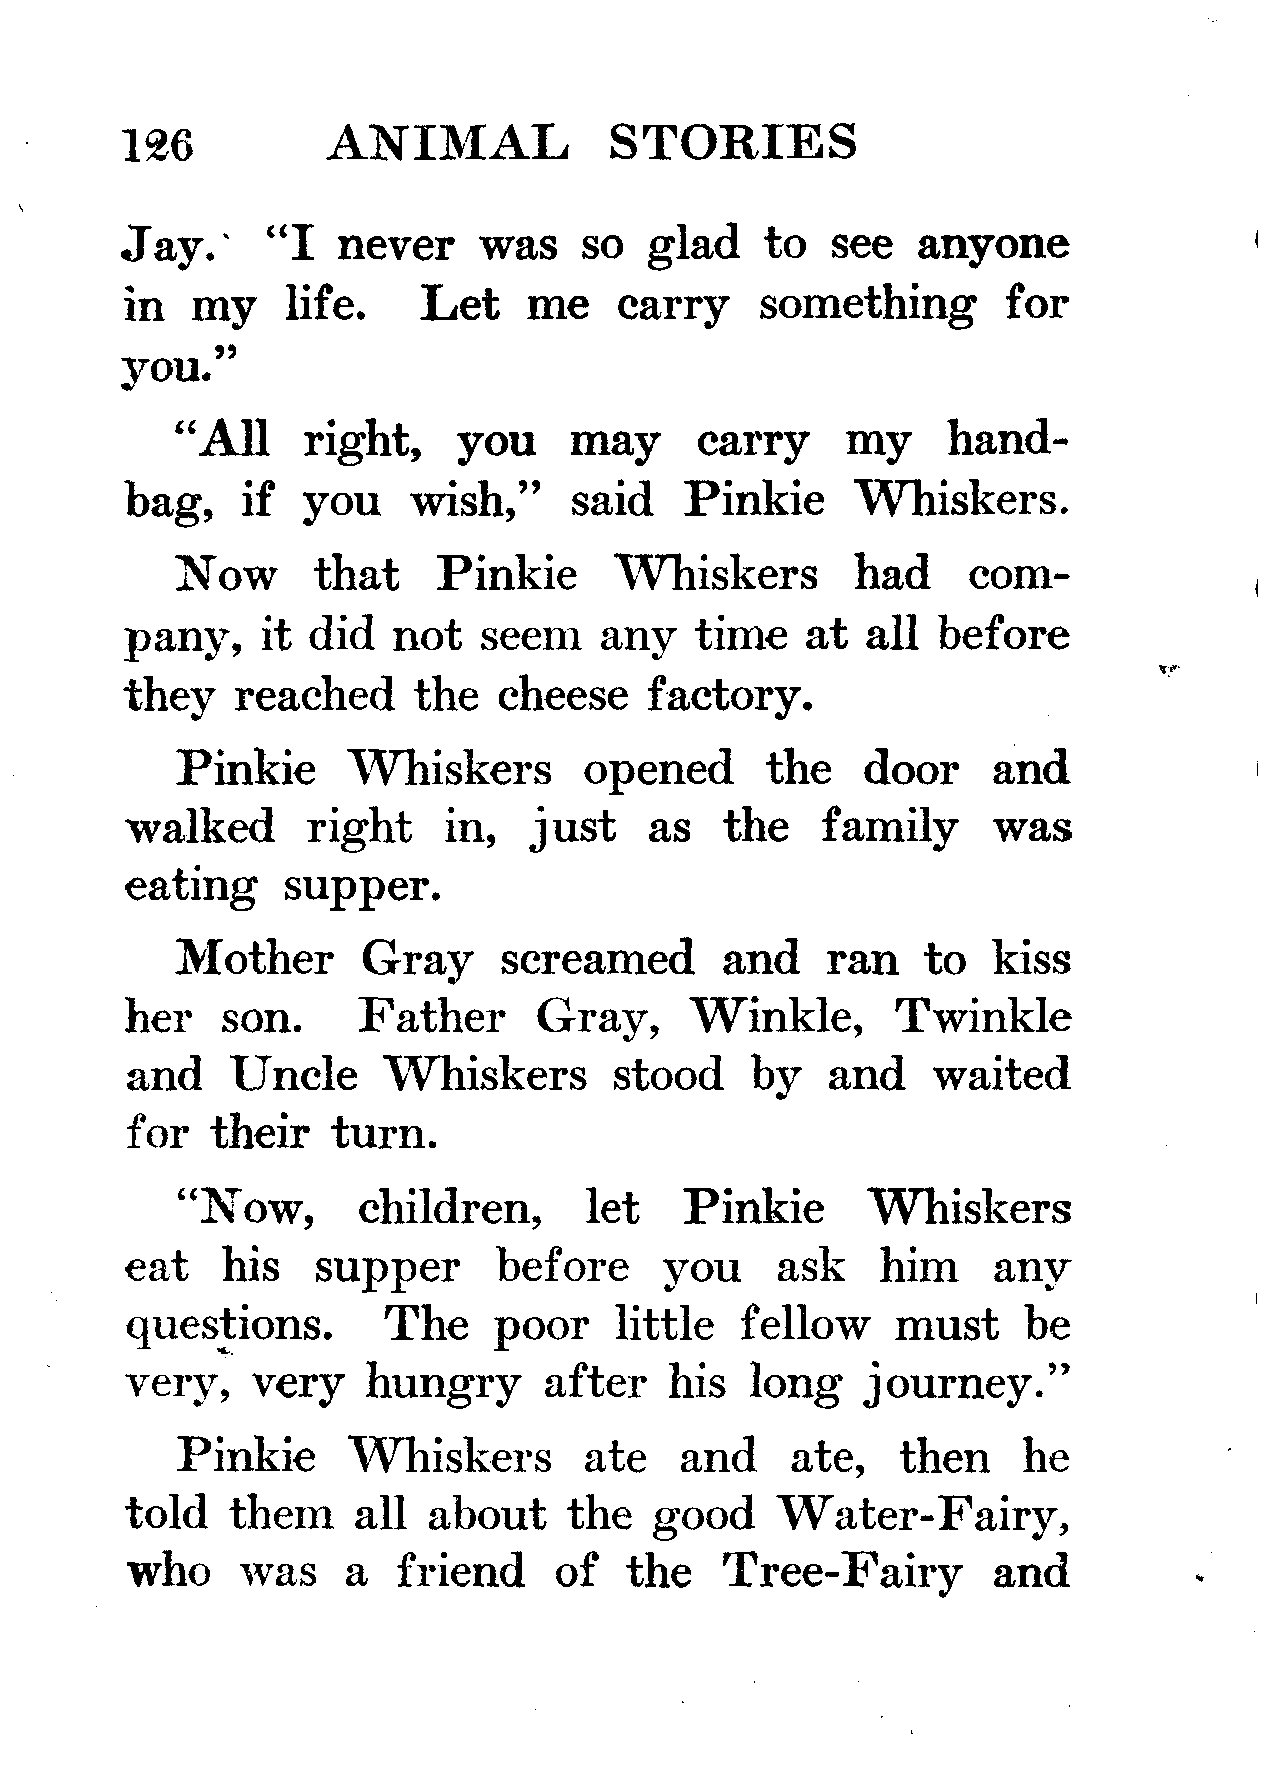 126 ANIMAL STORIES
Jay. "I never was so glad to see anyone
in my life. Let me carry something for
you."
"All right, you may carry my hand-
bag, if you wish," said Pinkie Whiskers.
Now that Pinkie Whiskers had com-
pany, it did not seem any time at all before
they reached the cheese factory.
Pinkie Whiskers opened the door and
walked right in, just as the family was
eating supper.
Mother Gray screamed and ran to kiss
her son. Father Gray, Winkle, Twinkle
and Uncle Whiskers stood by and waited
for their turn.
"Now, children, let Pinkie Whiskers
eat his supper before you ask him any
questions. The poor little fellow must be
very, very hungry after his long journey."
Pinkie Whiskers ate and ate, then he
told them all about the good Water-Fairy,
who was a friend of the Tree-Fairy and